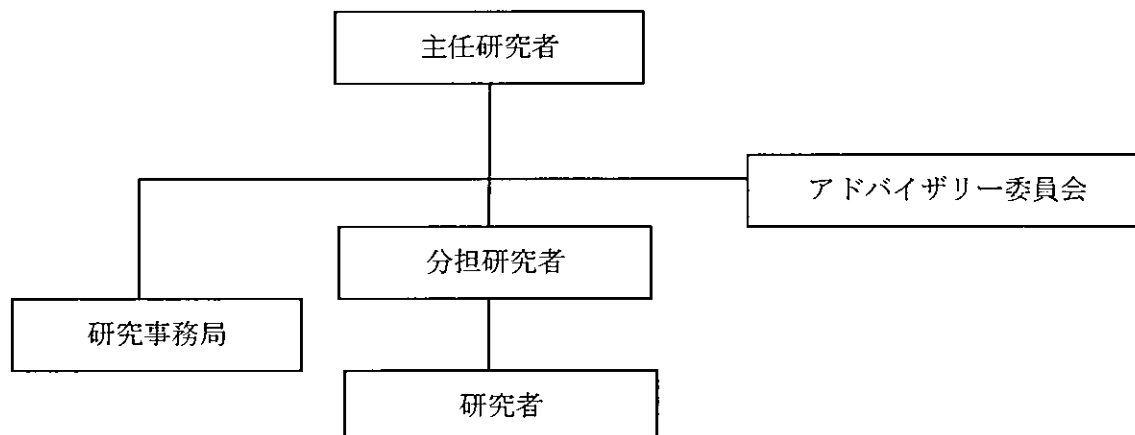 主任研究者
アドバイザリー委員会
分担研究者
研究事務局
研究者